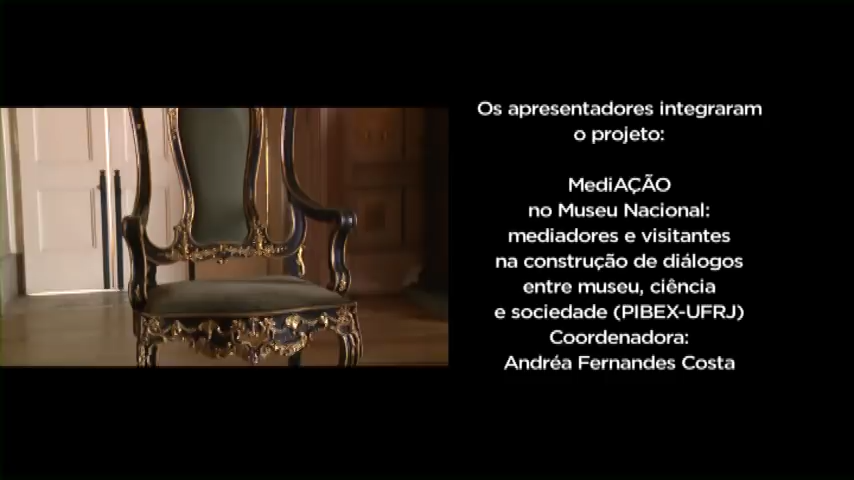 Os apresentadores integraram
o projeto:
MediAÇÃO
no Museu Nacional:
mediadores e visitantes
na construção de diálogos
entre museu, ciência
e sociedade (PIBEX-UFRJ)
Coordenadora:
Andréa Fernandes Costa